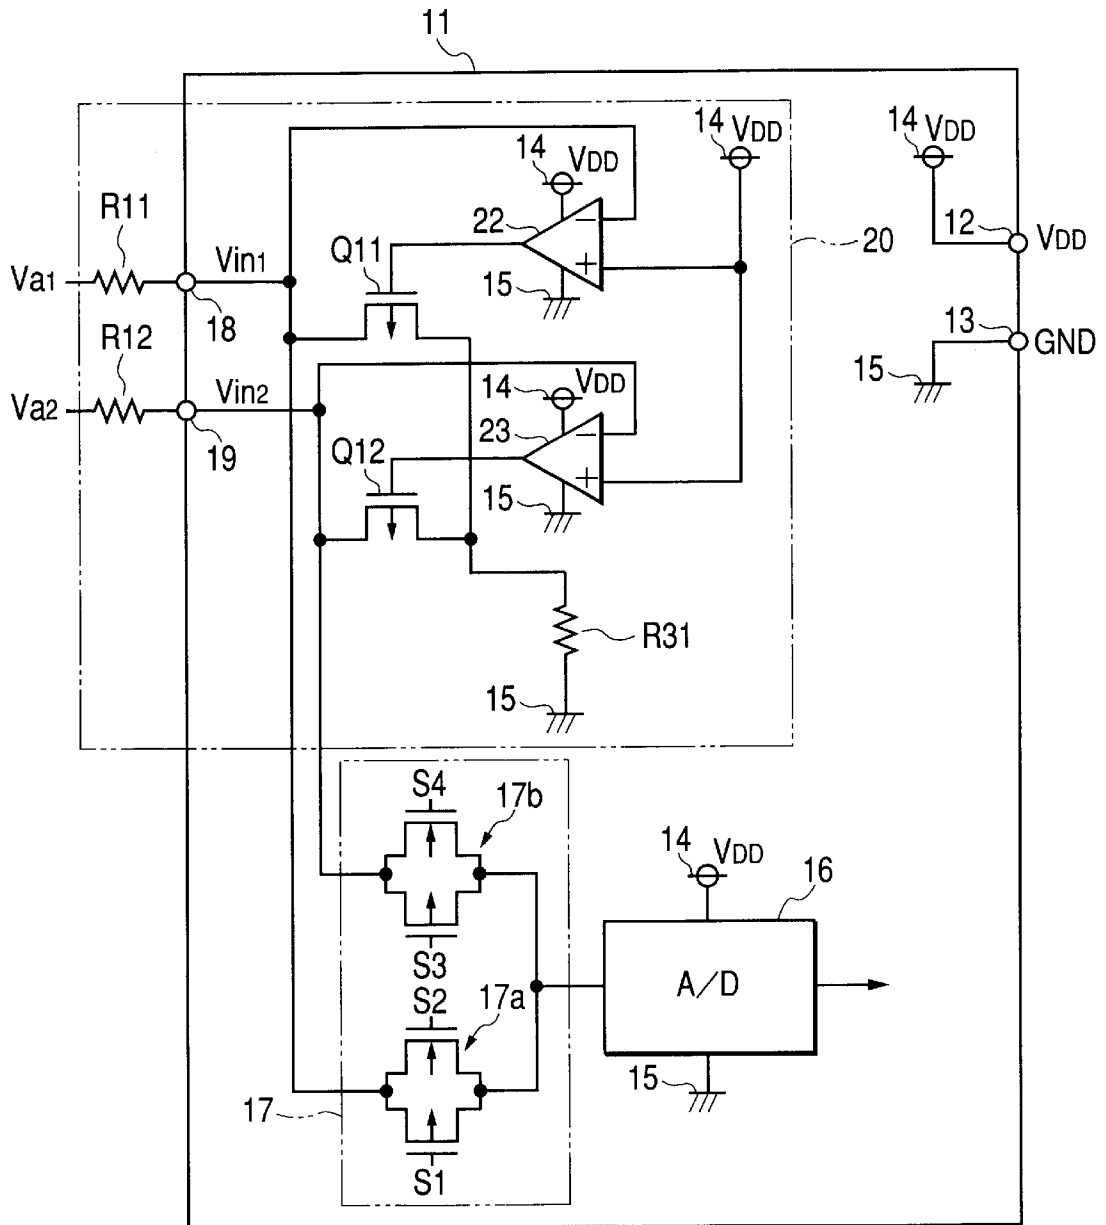 11
14 VDD
14 VDD
14 VDD
R11
22
20
12
VDD
Va1
Vin1
Q11
15
18
13
GND
R12
15
14 VDD
Va2
Vin2
23
19
Q12
15
R31
15
S4
17b
S3
S2
17a
14 VDD
16
A/D
15
17
S1